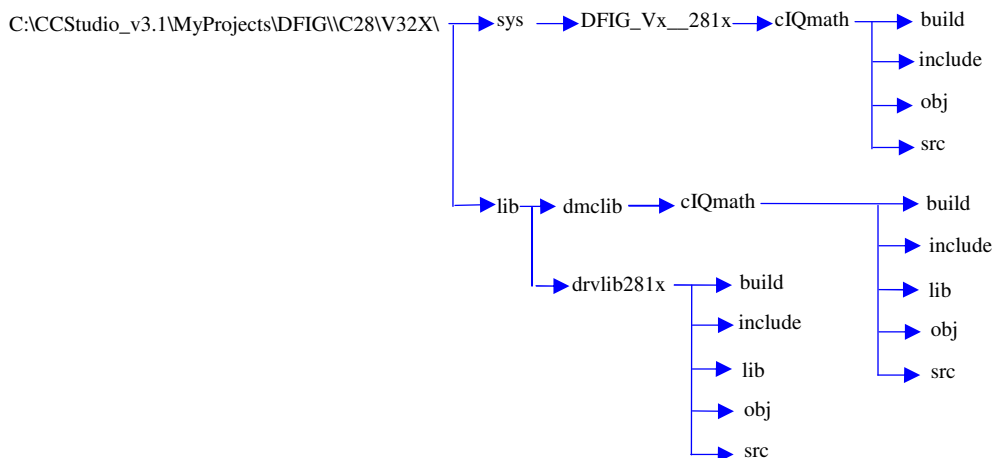 C:\CCStudio_v3.1\MyProjects\DFIG\\C28\V32X\ sys DFIG_Vx__281x cIQmath build
include
obj
src
lib dmclib cIQmath build
include
lib
obj
src
drvlib281x build
include
lib
obj
src